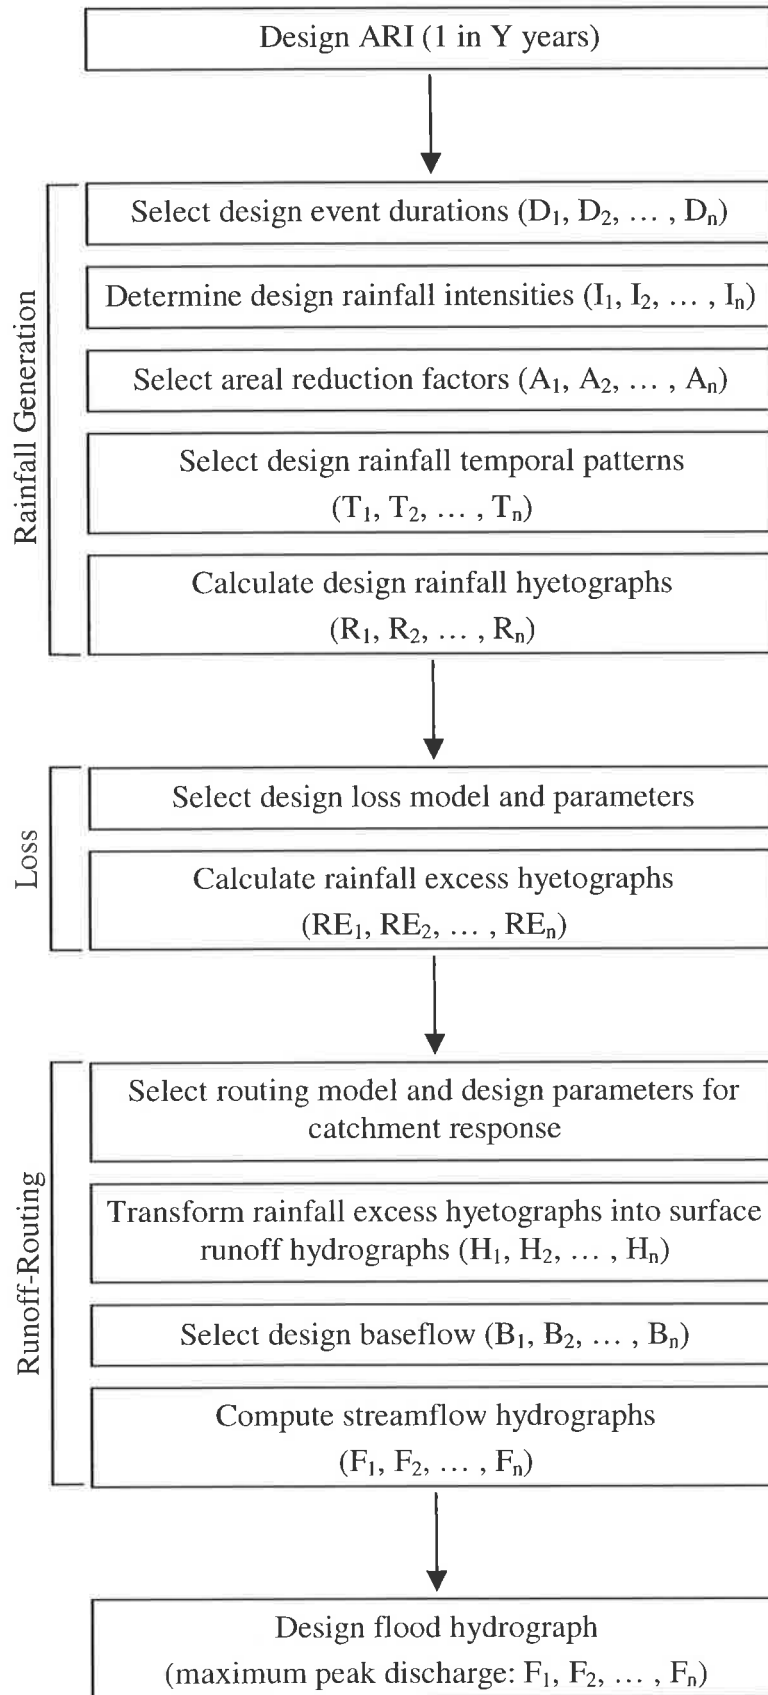 Design ARI (1 in Y years)
Rainfall Generation
Select design event durations (D₁, D₂, … , Dₙ)
Determine design rainfall intensities (I₁, I₂, … , Iₙ)
Select areal reduction factors (A₁, A₂, … , Aₙ)
Select design rainfall temporal patterns
(T₁, T₂, … , Tₙ)
Calculate design rainfall hyetographs
(R₁, R₂, … , Rₙ)
Loss
Select design loss model and parameters
Calculate rainfall excess hyetographs
(RE₁, RE₂, … , REₙ)
Runoff-Routing
Select routing model and design parameters for
catchment response
Transform rainfall excess hyetographs into surface
runoff hydrographs (H₁, H₂, … , Hₙ)
Select design baseflow (B₁, B₂, … , Bₙ)
Compute streamflow hydrographs
(F₁, F₂, … , Fₙ)
Design flood hydrograph
(maximum peak discharge: F₁, F₂, … , Fₙ)